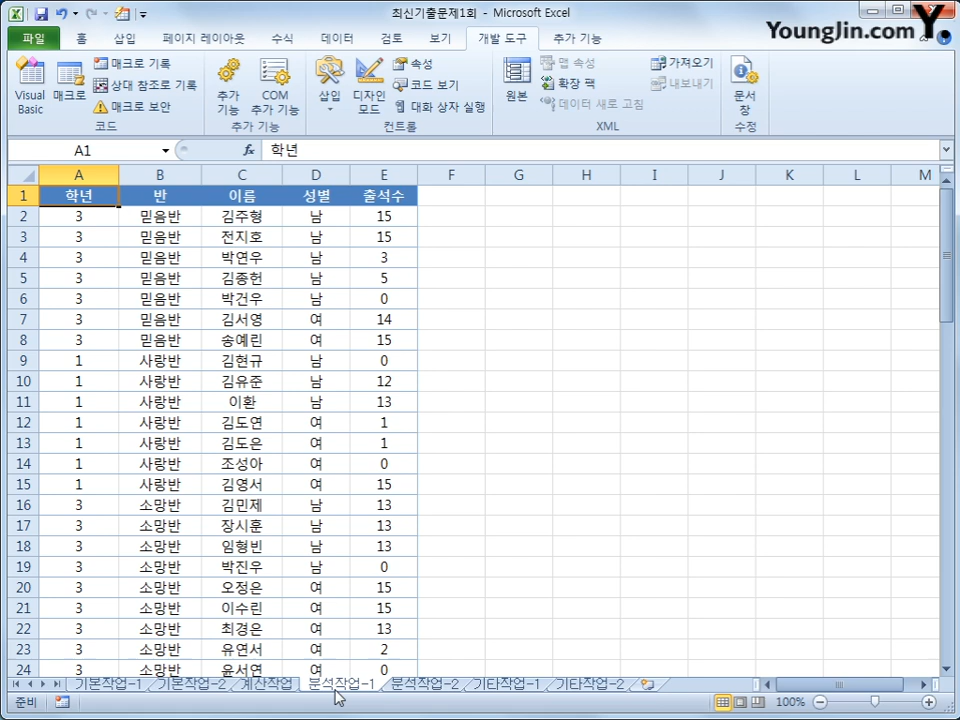 최신기출문제1회 - Microsoft Excel
YoungJin.com Y.
파일 홈 삽입 페이지 레이아웃 수식 데이터 검토 보기 개발 도구 추가 기능
Visual Basic
매크로
매크로 기록
상대 참조로 기록
매크로 보안
코드
추가 기능
COM 추가 기능
추가 기능
삽입
디자인 모드
속성
코드 보기
대화 상자 실행
컨트롤
원본
맵 속성
확장 팩
데이터 새로 고침
가져오기
내보내기
XML
문서 창
수정
A1 fx 학년
A B C D E F G H I J K L M
1 학년 반 이름 성별 출석수
2 3 믿음반 김주형 남 15
3 3 믿음반 전지호 남 15
4 3 믿음반 박연우 남 3
5 3 믿음반 김종헌 남 5
6 3 믿음반 박건우 남 0
7 3 믿음반 김서영 여 14
8 3 믿음반 송예린 여 15
9 1 사랑반 김현규 남 0
10 1 사랑반 김유준 남 12
11 1 사랑반 이환 남 13
12 1 사랑반 김도연 여 1
13 1 사랑반 김도은 여 1
14 1 사랑반 조성아 여 0
15 1 사랑반 김영서 여 15
16 3 소망반 김민제 남 13
17 3 소망반 장시훈 남 13
18 3 소망반 임형빈 남 13
19 3 소망반 박진우 남 0
20 3 소망반 오정은 여 15
21 3 소망반 이수린 여 15
22 3 소망반 최경은 여 13
23 3 소망반 유연서 여 2
24 3 소망반 윤서연 여 0
기본작업-1 기본작업-2 계산작업 분석작업-1 분석작업-2 기타작업-1 기타작업-2
준비 100%